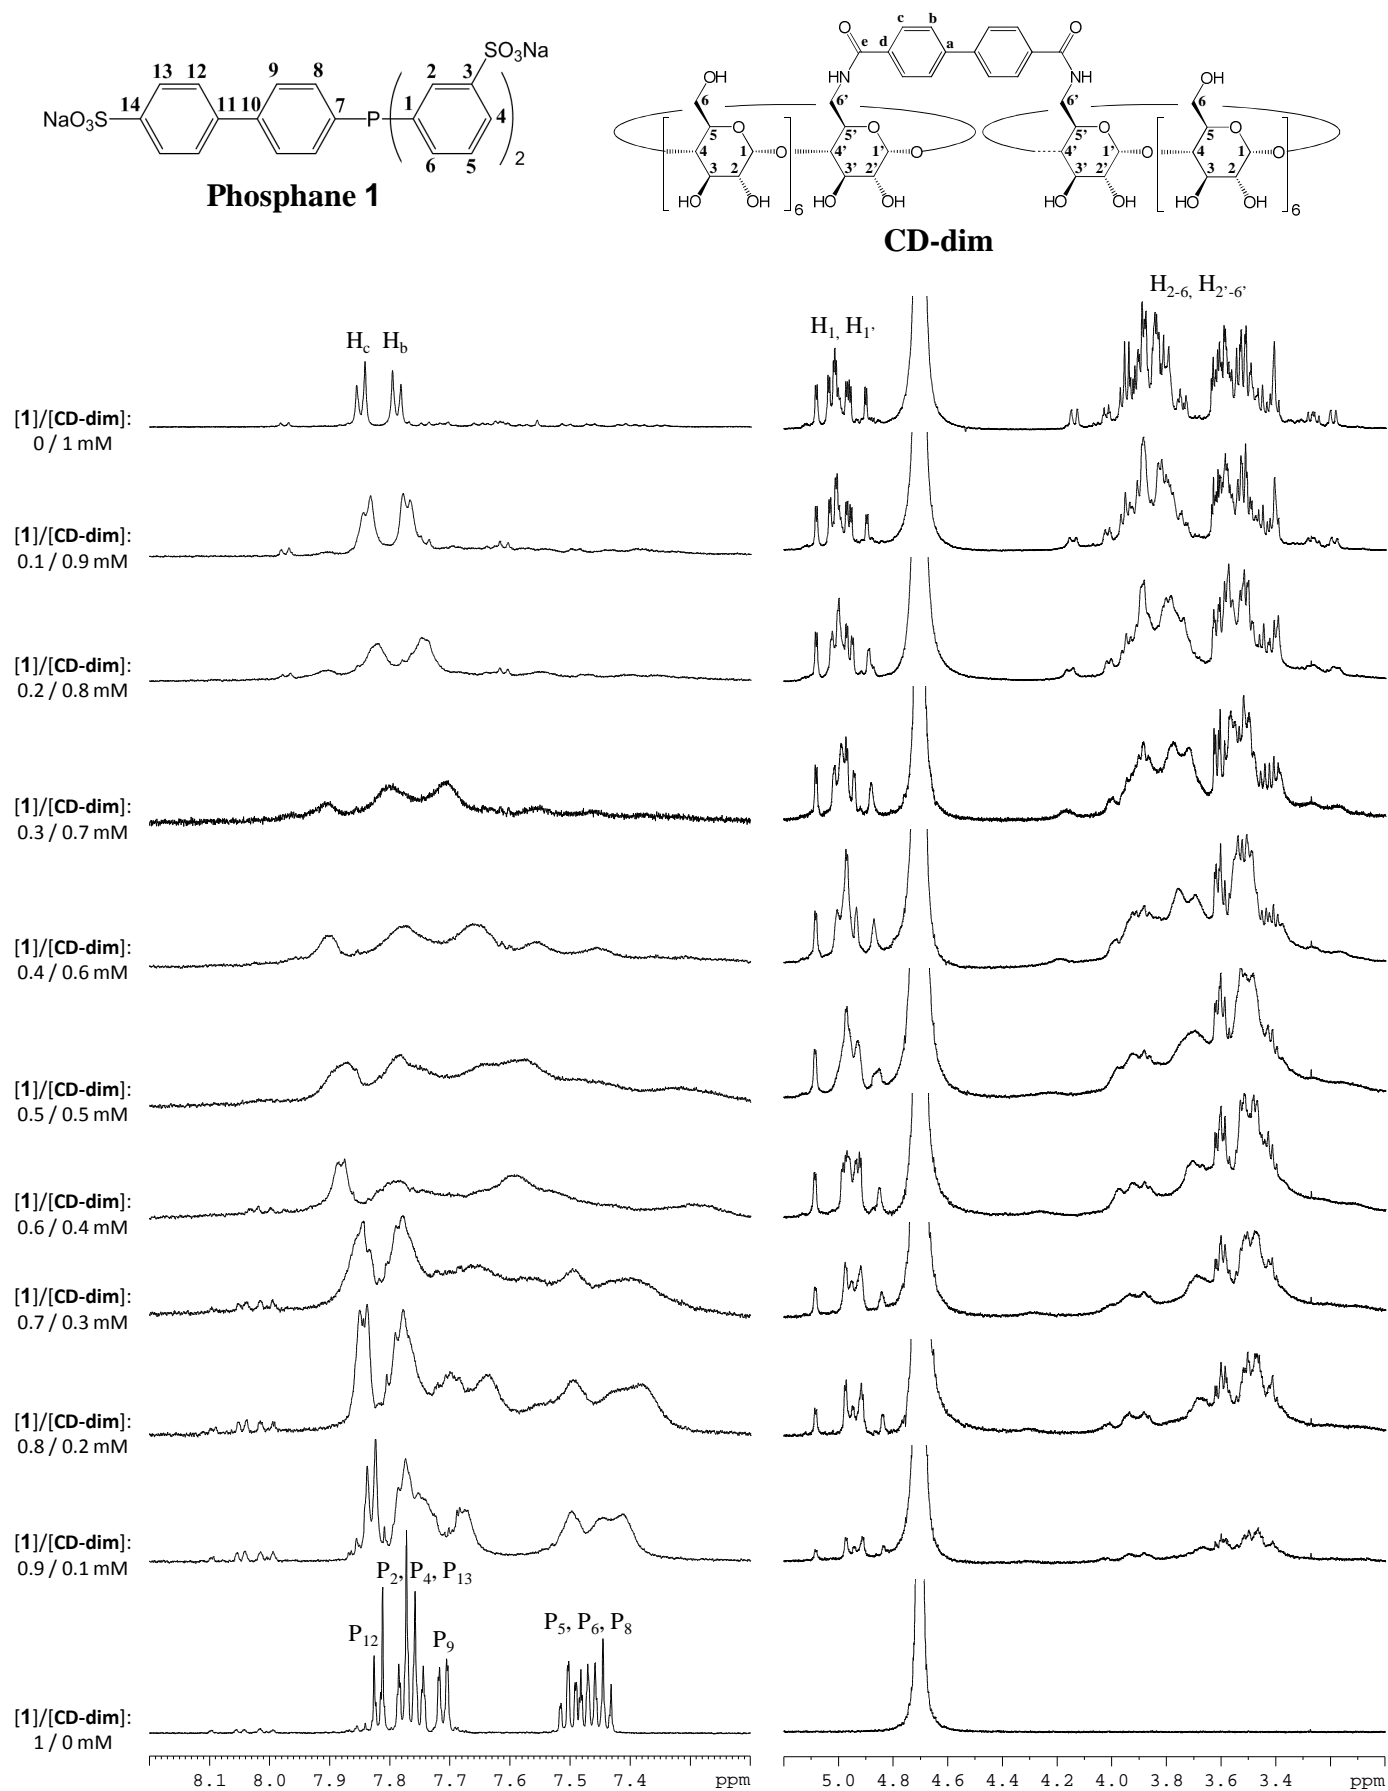 SO3Na
13 12 9 8 2 3
14 11 10 7 1 4
NaO3S P 2
6 5
Phosphane 1
O c b O
e d a
HN NH
OH OH
6 6' 6' 6
5 O 5' O 5' O 5 O
4 1 O 4' 1' O 4' 1' O 4 1 O
3 2 3' 2' 3' 2' 3 2
HO OH 6 HO OH HO OH HO OH 6
CD-dim
Hc Hb
H1, H1'
H2-6, H2'-6'
[1]/[CD-dim]:
0 / 1 mM
[1]/[CD-dim]:
0.1 / 0.9 mM
[1]/[CD-dim]:
0.2 / 0.8 mM
[1]/[CD-dim]:
0.3 / 0.7 mM
[1]/[CD-dim]:
0.4 / 0.6 mM
[1]/[CD-dim]:
0.5 / 0.5 mM
[1]/[CD-dim]:
0.6 / 0.4 mM
[1]/[CD-dim]:
0.7 / 0.3 mM
[1]/[CD-dim]:
0.8 / 0.2 mM
[1]/[CD-dim]:
0.9 / 0.1 mM
P2, P4, P13
P12 P9
P5, P6, P8
[1]/[CD-dim]:
1 / 0 mM
8.1 8.0 7.9 7.8 7.7 7.6 7.5 7.4 ppm
5.0 4.8 4.6 4.4 4.2 4.0 3.8 3.6 3.4 ppm